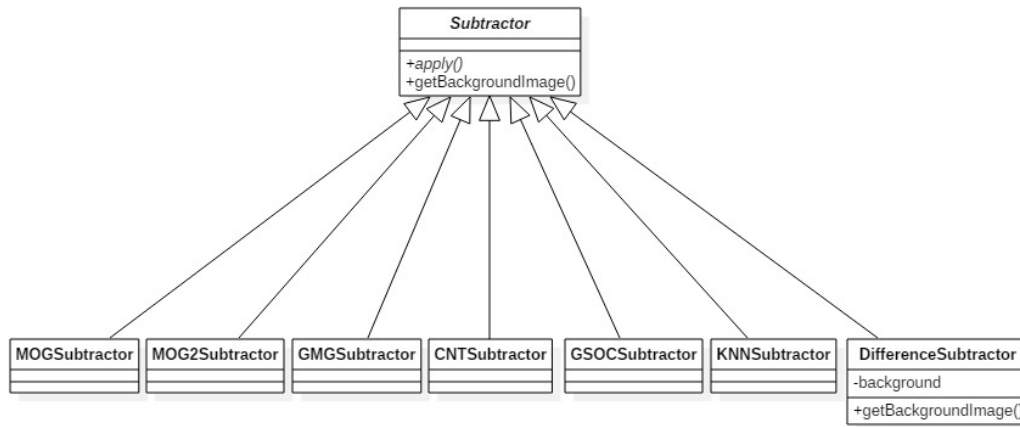 Subtractor
+apply()
+getBackgroundImage()
MOGSubtractor
MOG2Subtractor
GMGSubtractor
CNTSubtractor
GSOCSubtractor
KNNSubtractor
DifferenceSubtractor
-background
+getBackgroundImage()